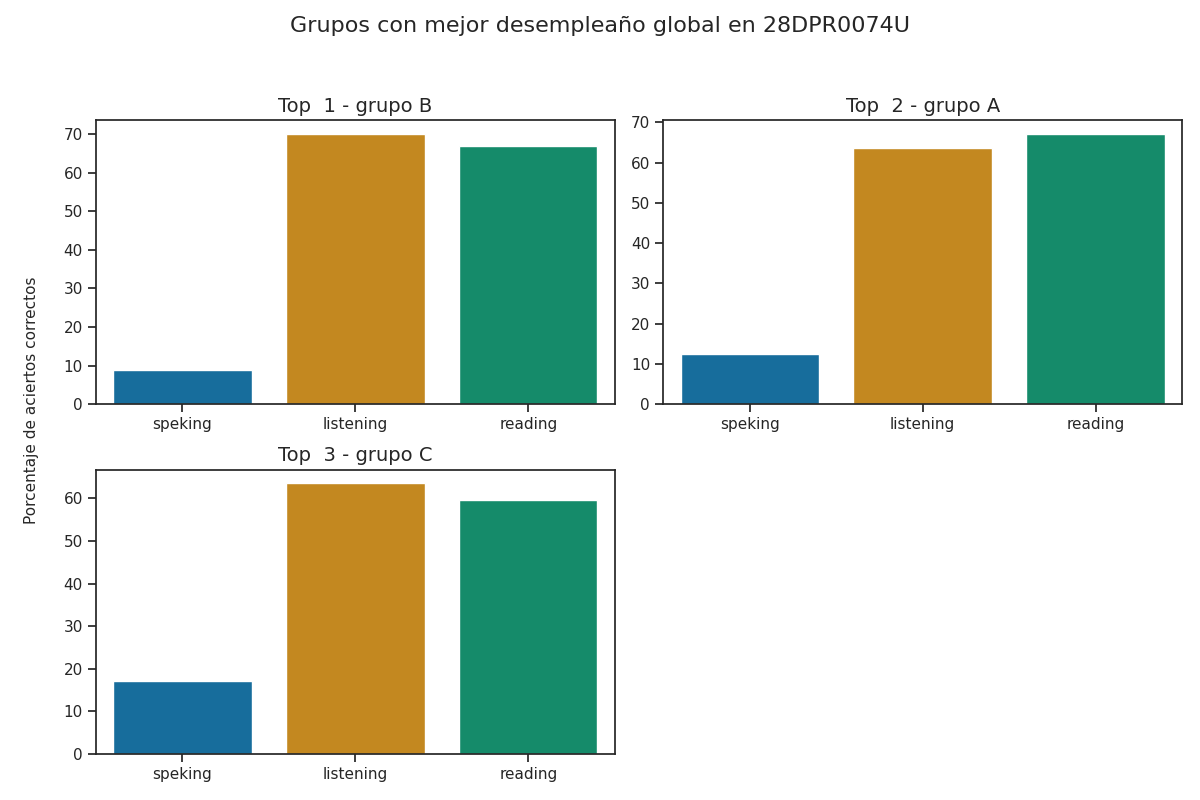 Grupos con mejor desempleaño global en 28DPR0074U
Porcentaje de aciertos correctos
Top  1 - grupo B
70
60
50
40
30
20
10
0
speking listening reading
Top  2 - grupo A
70
60
50
40
30
20
10
0
speking listening reading
Top  3 - grupo C
60
50
40
30
20
10
0
speking listening reading